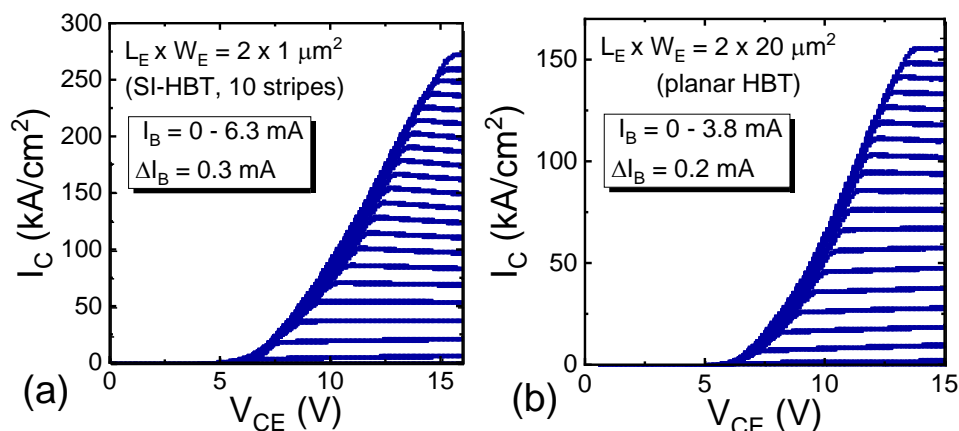 300
250
200
150
100
50
0
I_C (kA/cm²)
L_E x W_E = 2 x 1 μm²
(SI-HBT, 10 stripes)
I_B = 0 - 6.3 mA
ΔI_B = 0.3 mA
0 5 10 15
V_CE (V)
(a)
150
100
50
0
I_C (kA/cm²)
L_E x W_E = 2 x 20 μm²
(planar HBT)
I_B = 0 - 3.8 mA
ΔI_B = 0.2 mA
0 5 10 15
V_CE (V)
(b)